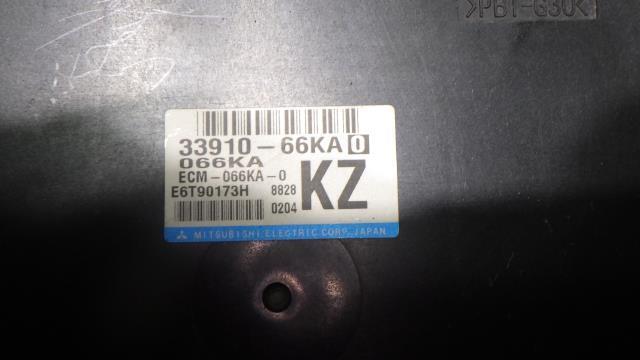 >PBT-G30<
33910-66KA0
066KA
ECM-066KA-0
E6T90173H 8828
KZ
0204
MITSUBISHI ELECTRIC CORP. JAPAN